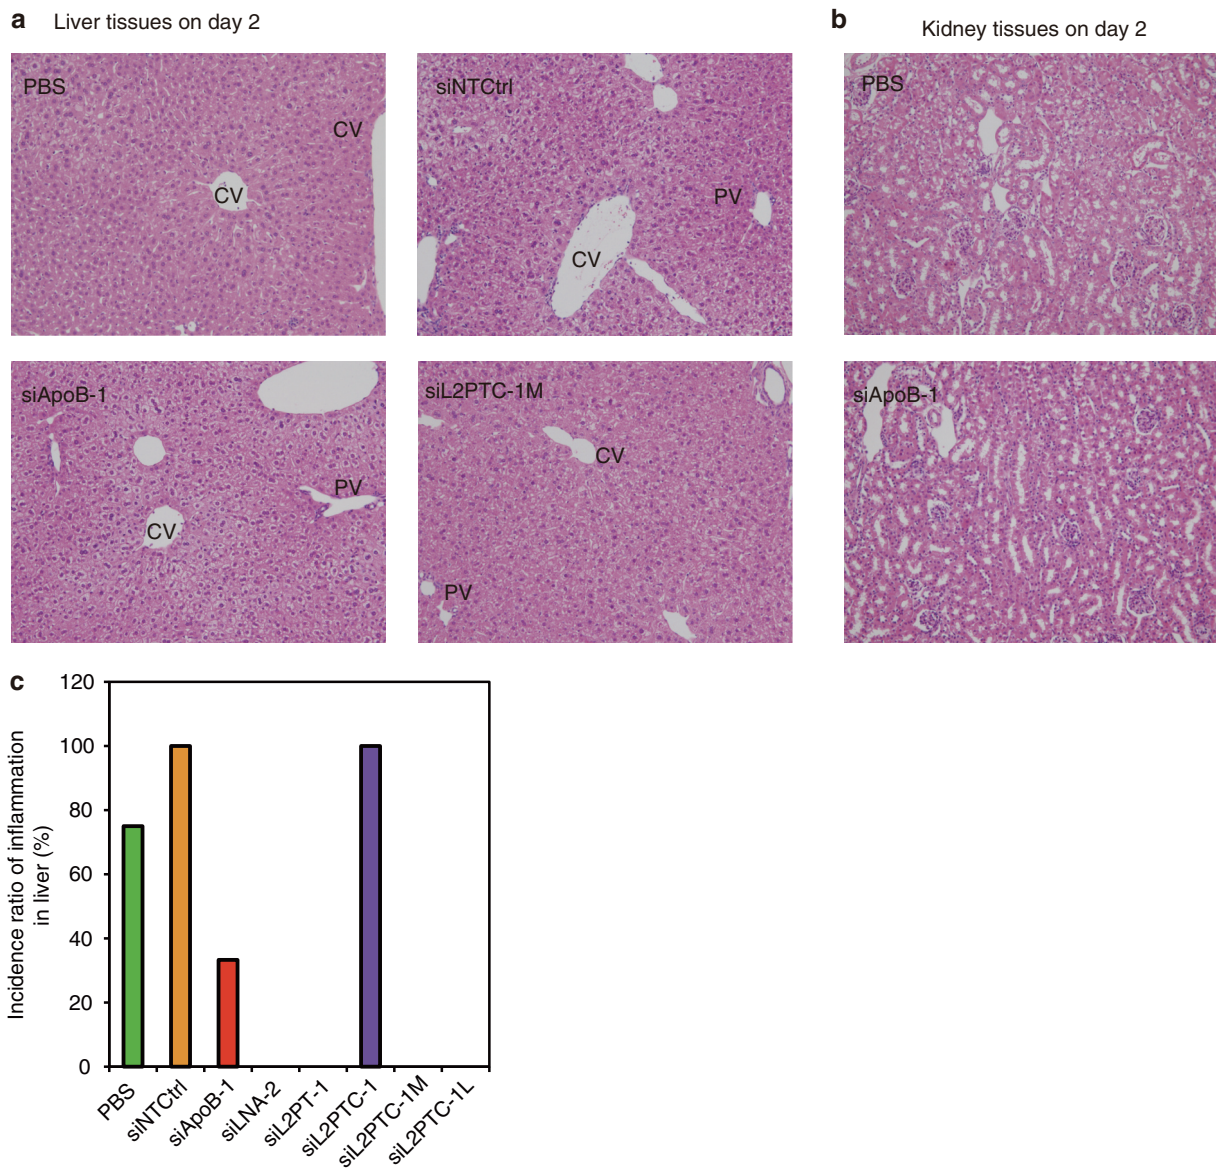 a Liver tissues on day 2
b Kidney tissues on day 2
PBS
CV
CV
siNTCtrl
PV
CV
PBS
siApoB-1
PV
CV
siL2PTC-1M
CV
PV
siApoB-1
c
120
100
80
60
40
20
0
Incidence ratio of inflammation
in liver (%)
PBS
siNTCtrl
siApoB-1
siLNA-2
siL2PT-1
siL2PTC-1
siL2PTC-1M
siL2PTC-1L